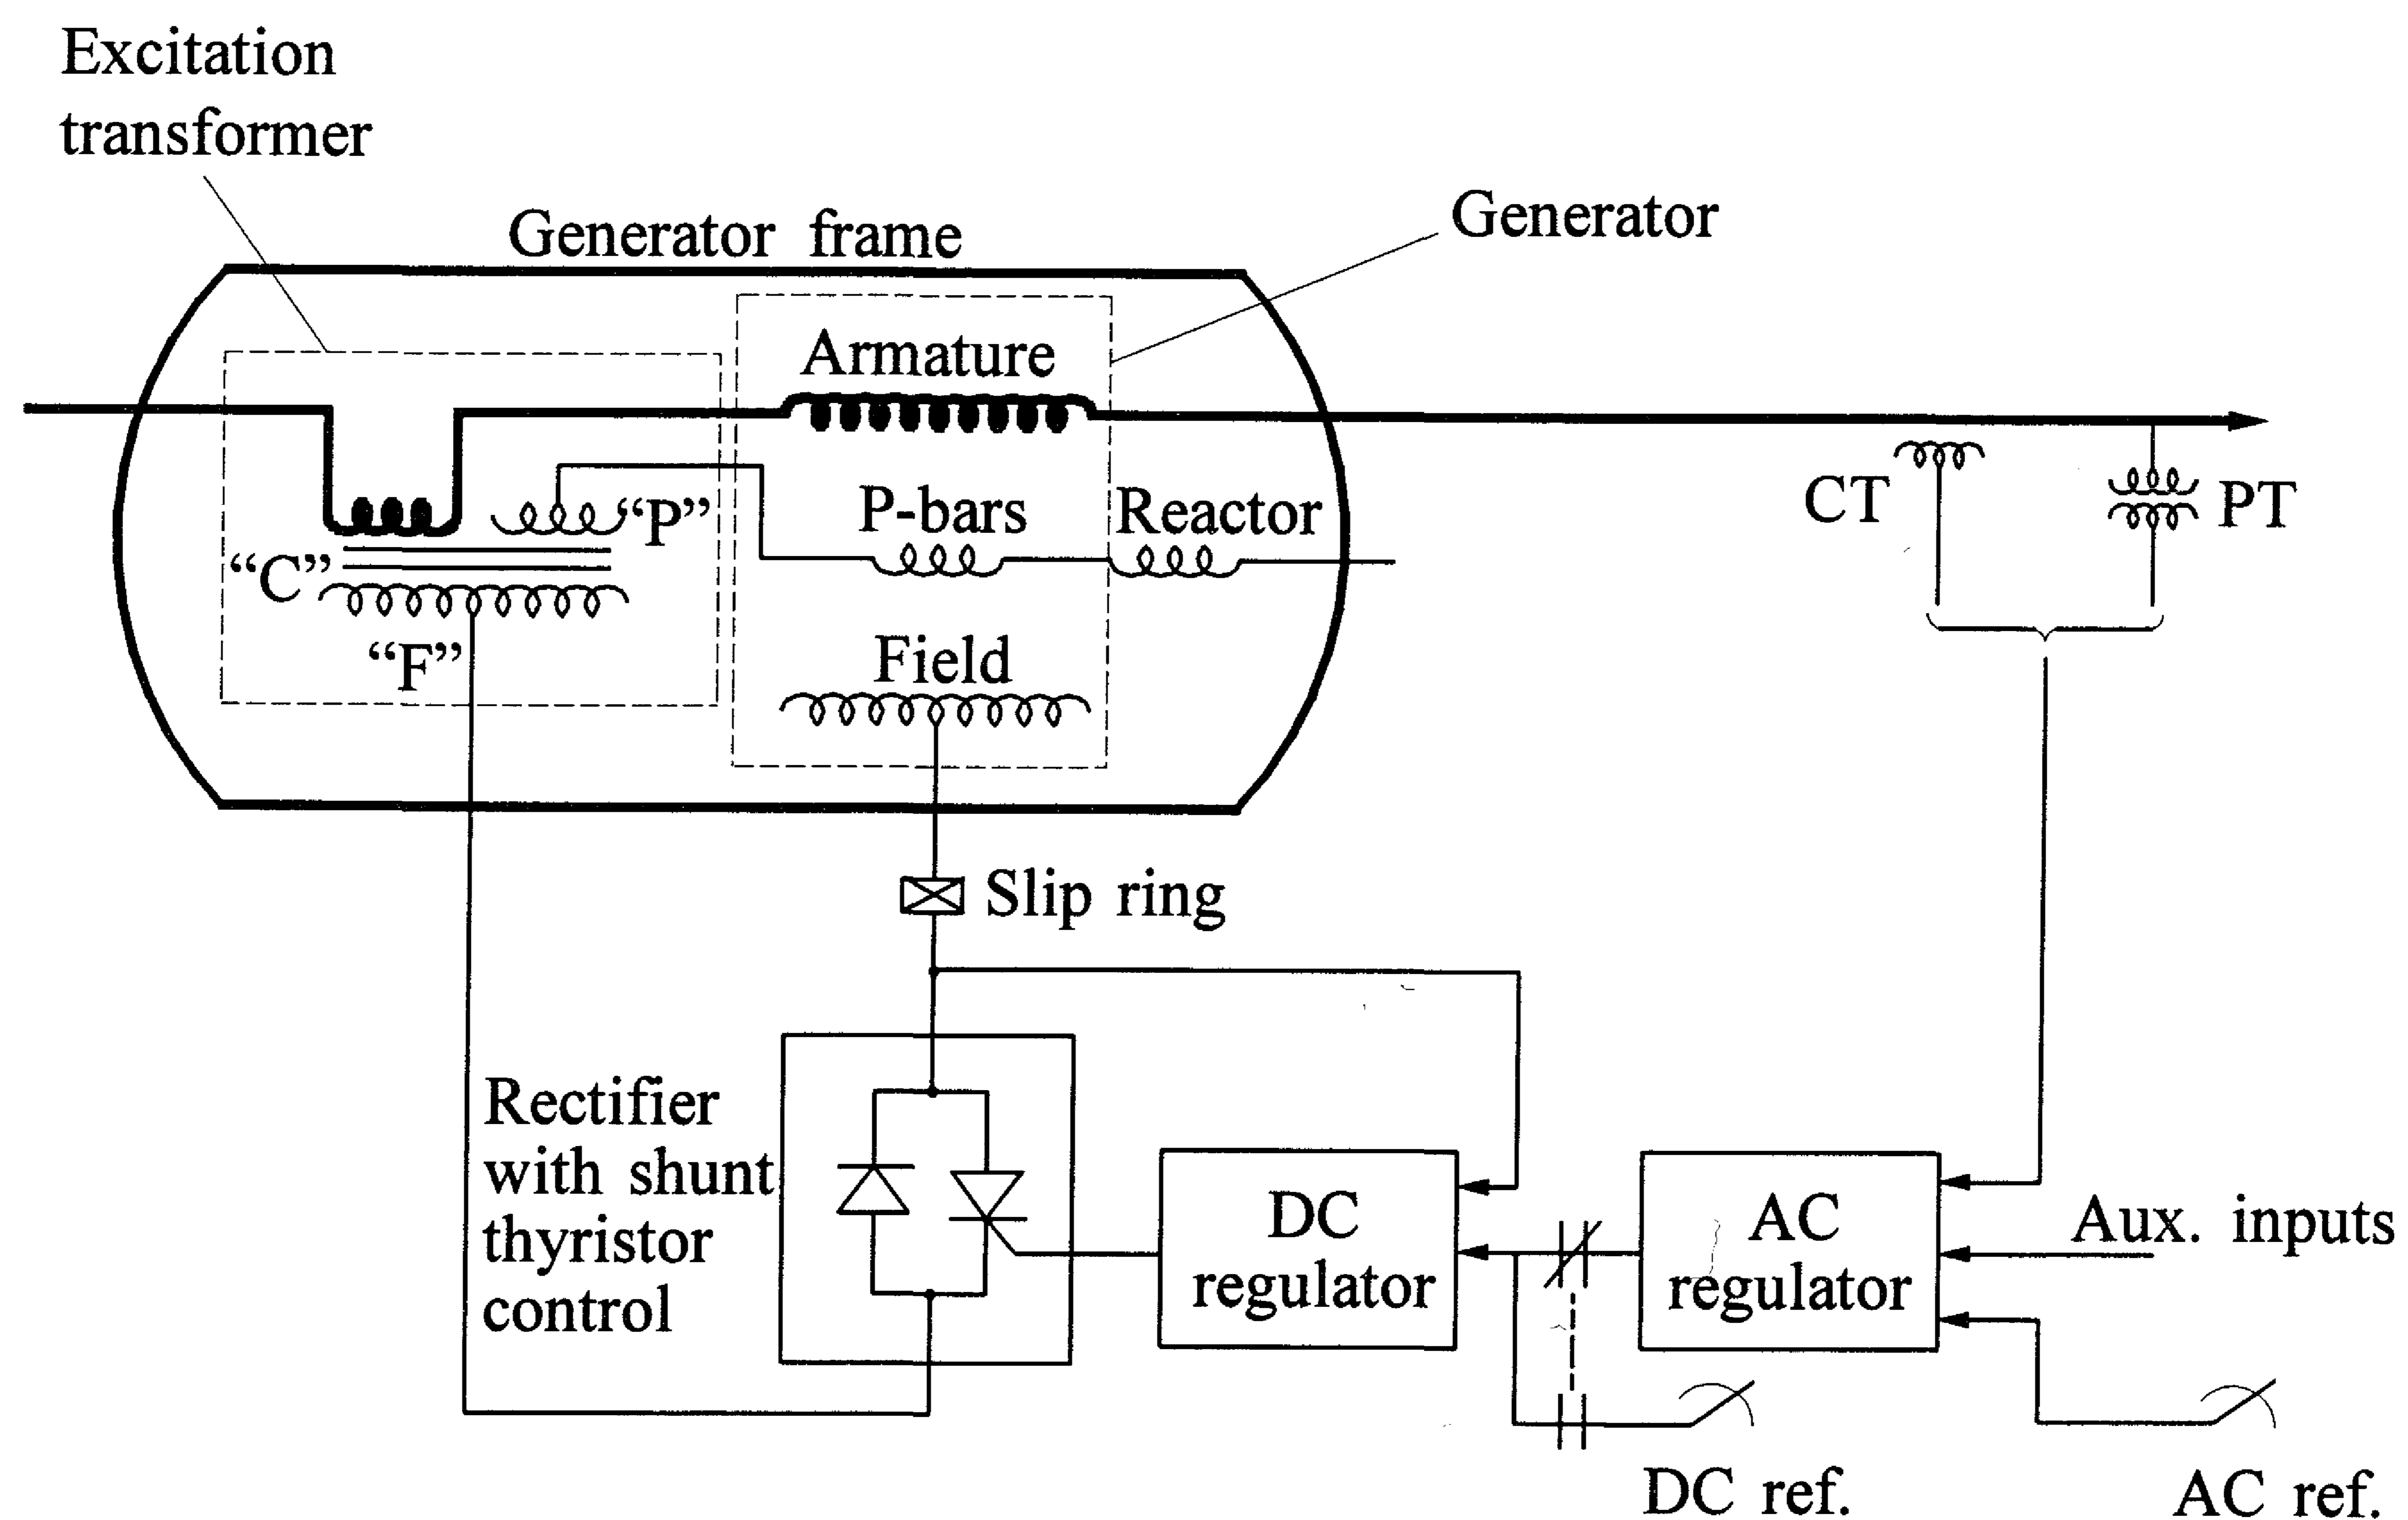 Excitation
transformer
Generator frame
Generator
Armature
"P"
P-bars
Reactor
"C"
"F"
Field
CT
PT
Slip ring
Rectifier
with shunt
thyristor
control
DC
regulator
AC
regulator
Aux. inputs
DC ref.
AC ref.